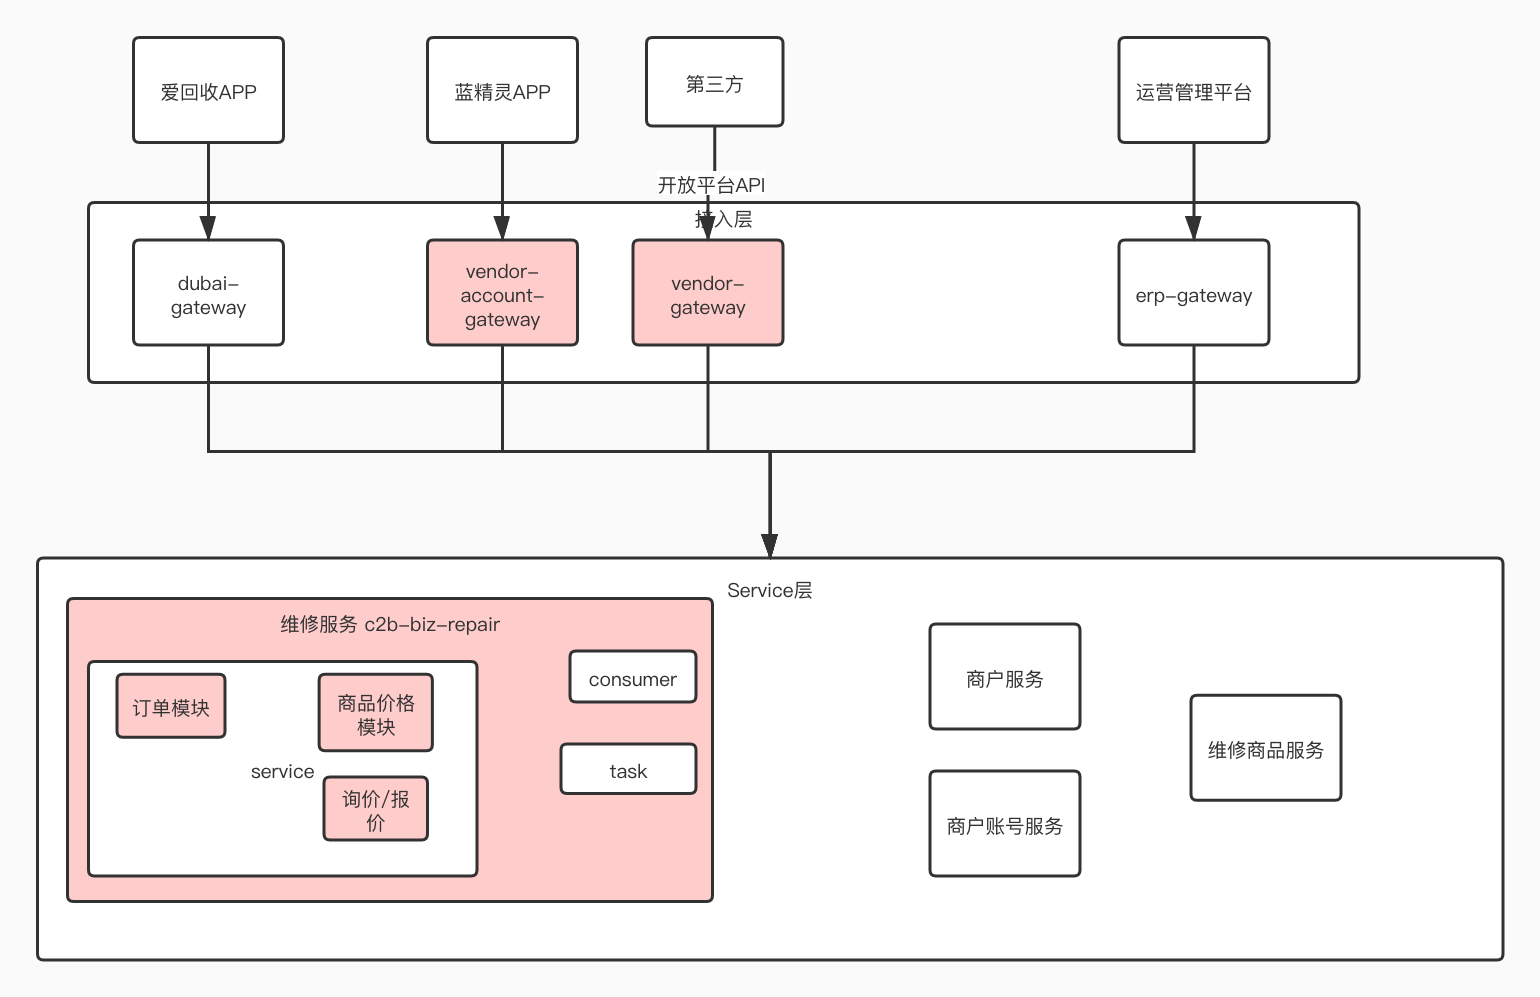 爱回收APP
蓝精灵APP
第三方
运营管理平台
开放平台API
接入层
dubai-
gateway
vendor-
account-
gateway
vendor-
gateway
erp-gateway
Service层
维修服务 c2b-biz-repair
订单模块
商品价格
模块
service
询价/报
价
consumer
task
商户服务
商户账号服务
维修商品服务